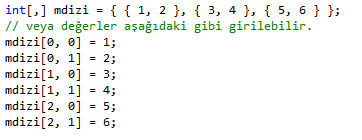 int[,] mdizi = { { 1, 2 }, { 3, 4 }, { 5, 6 } };
// veya değerler aşağıdaki gibi girilebilir.
mdizi[0, 0] = 1;
mdizi[0, 1] = 2;
mdizi[1, 0] = 3;
mdizi[1, 1] = 4;
mdizi[2, 0] = 5;
mdizi[2, 1] = 6;